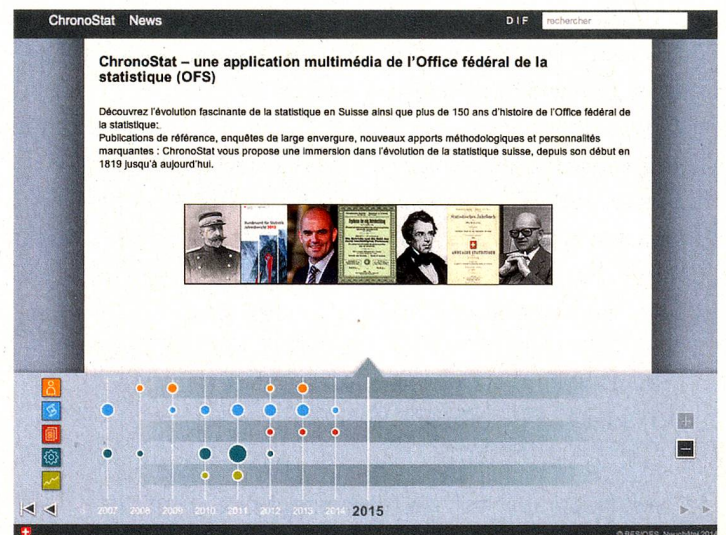 ChronoStat News
D I F
rechercher
ChronoStat – une application multimédia de l'Office fédéral de la
statistique (OFS)
Découvrez l'évolution fascinante de la statistique en Suisse ainsi que plus de 150 ans d'histoire de l'Office fédéral de
la statistique:
Publications de référence, enquêtes de large envergure, nouveaux apports méthodologiques et personnalités
marquantes : ChronoStat vous propose une immersion dans l'évolution de la statistique suisse, depuis son début en
1819 jusqu'à aujourd'hui.
Statistisches Jahrbuch
2007 2008 2009 2010 2011 2012 2013 2014 2015